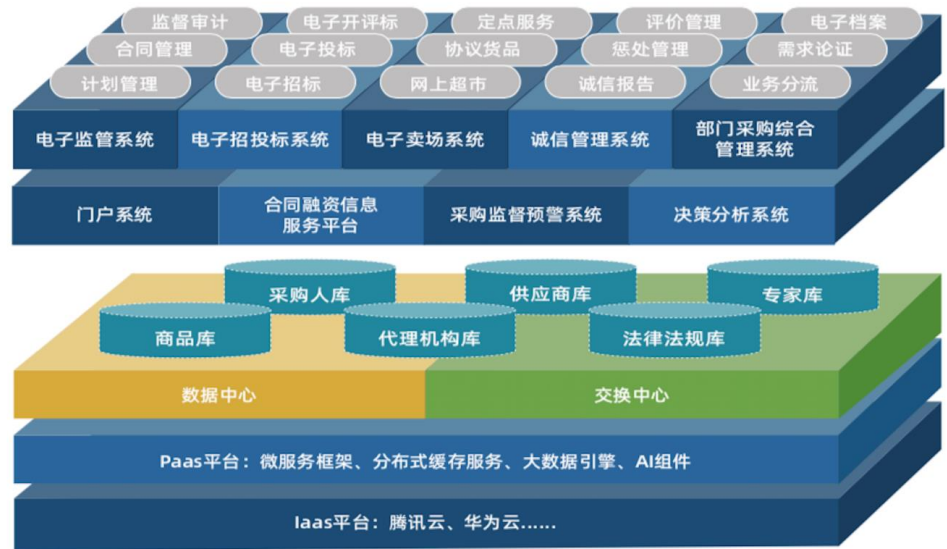 监督审计 电子开评标 定点服务 评价管理 电子档案
合同管理 电子投标 协议货品 惩处管理 需求论证
计划管理 电子招标 网上超市 诚信报告 业务分流
电子监管系统 电子招投标系统 电子卖场系统 诚信管理系统 部门采购综合
管理系统
门户系统 合同融资信息 采购监督预警系统 决策分析系统
服务平台
采购人库 供应商库 专家库
商品库 代理机构库 法律法规库
数据中心 交换中心
Paas平台：微服务框架、分布式缓存服务、大数据引擎、AI组件
Iaas平台：腾讯云、华为云......